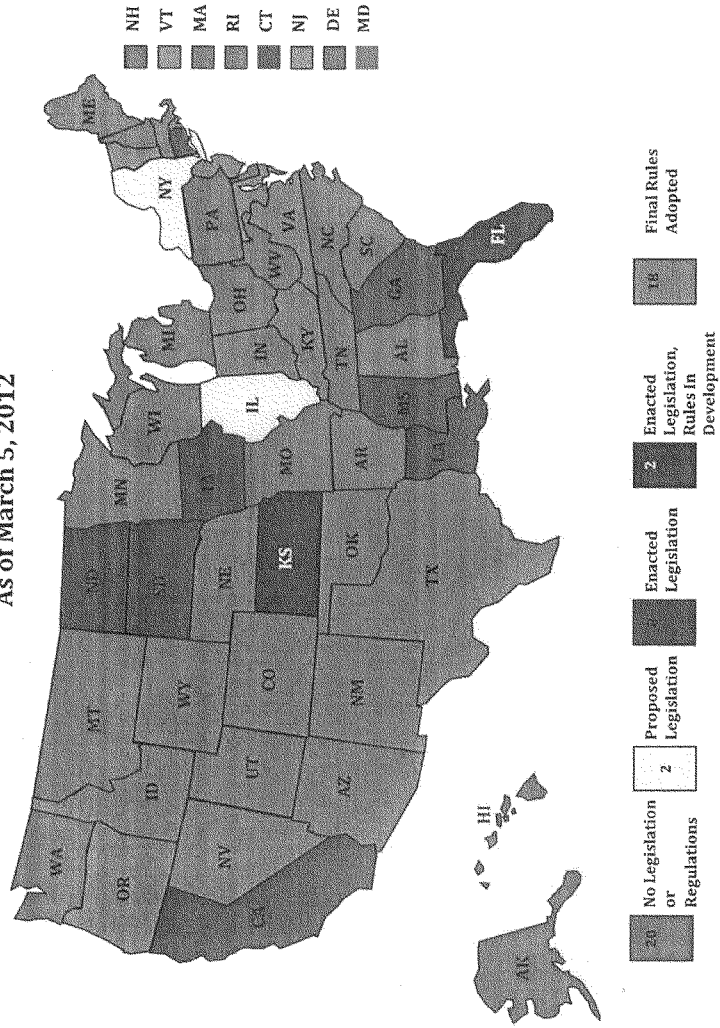 As of March 5, 2012
WA
OR
CA
NV
ID
MT
WY
UT
AZ
CO
NM
ND
SD
NE
KS
OK
TX
MN
IA
MO
AR
LA
WI
IL
MS
MI
IN
KY
TN
AL
OH
WV
GA
FL
PA
VA
NC
SC
NY
ME
AK
HI
NH
VT
MA
RI
CT
NJ
DE
MD
20
No Legislation
or
Regulations
2
Proposed
Legislation
Enacted
Legislation
2
Enacted
Legislation,
Rules In
Development
18
Final Rules
Adopted